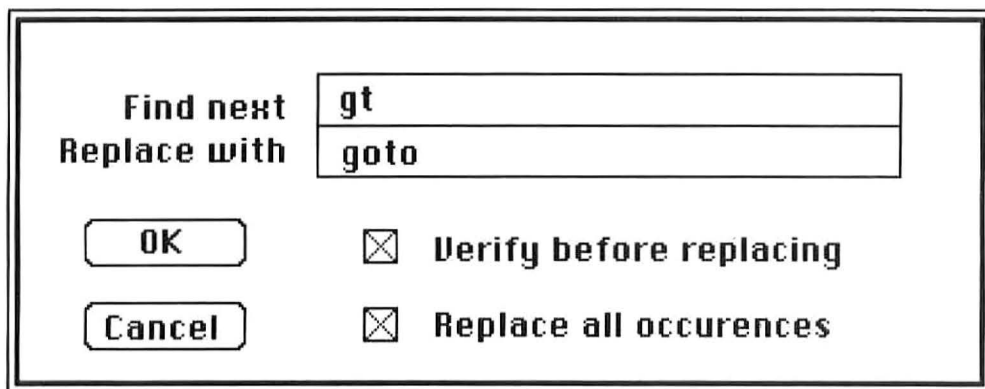 Find next gt
Replace with goto
OK Verify before replacing
Cancel Replace all occurences